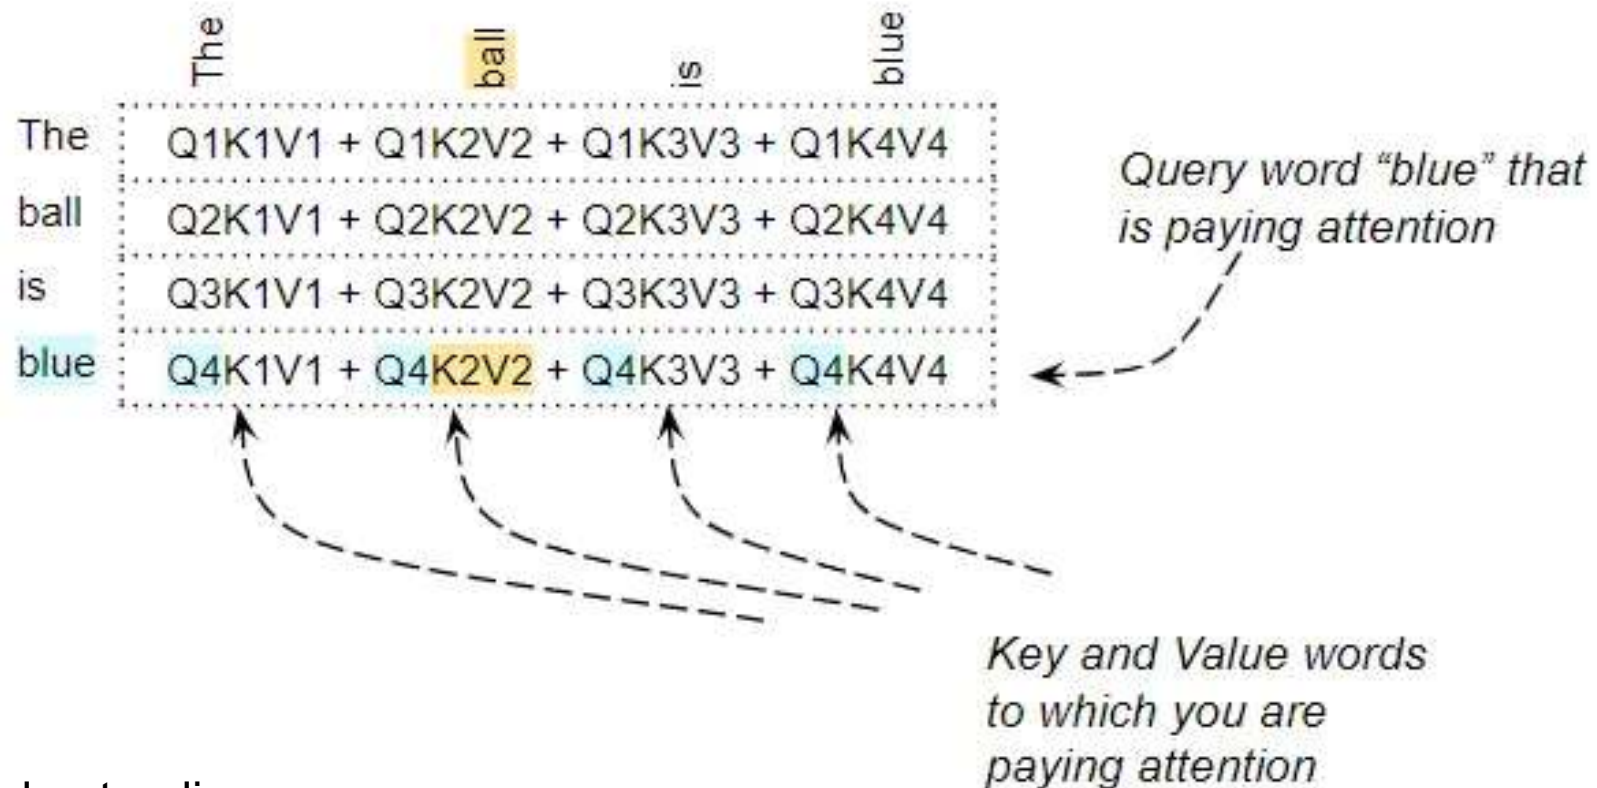 The ball is blue
The Q1K1V1 + Q1K2V2 + Q1K3V3 + Q1K4V4
ball Q2K1V1 + Q2K2V2 + Q2K3V3 + Q2K4V4
is Q3K1V1 + Q3K2V2 + Q3K3V3 + Q3K4V4
blue Q4K1V1 + Q4K2V2 + Q4K3V3 + Q4K4V4
Query word “blue” that
is paying attention
Key and Value words
to which you are
paying attention